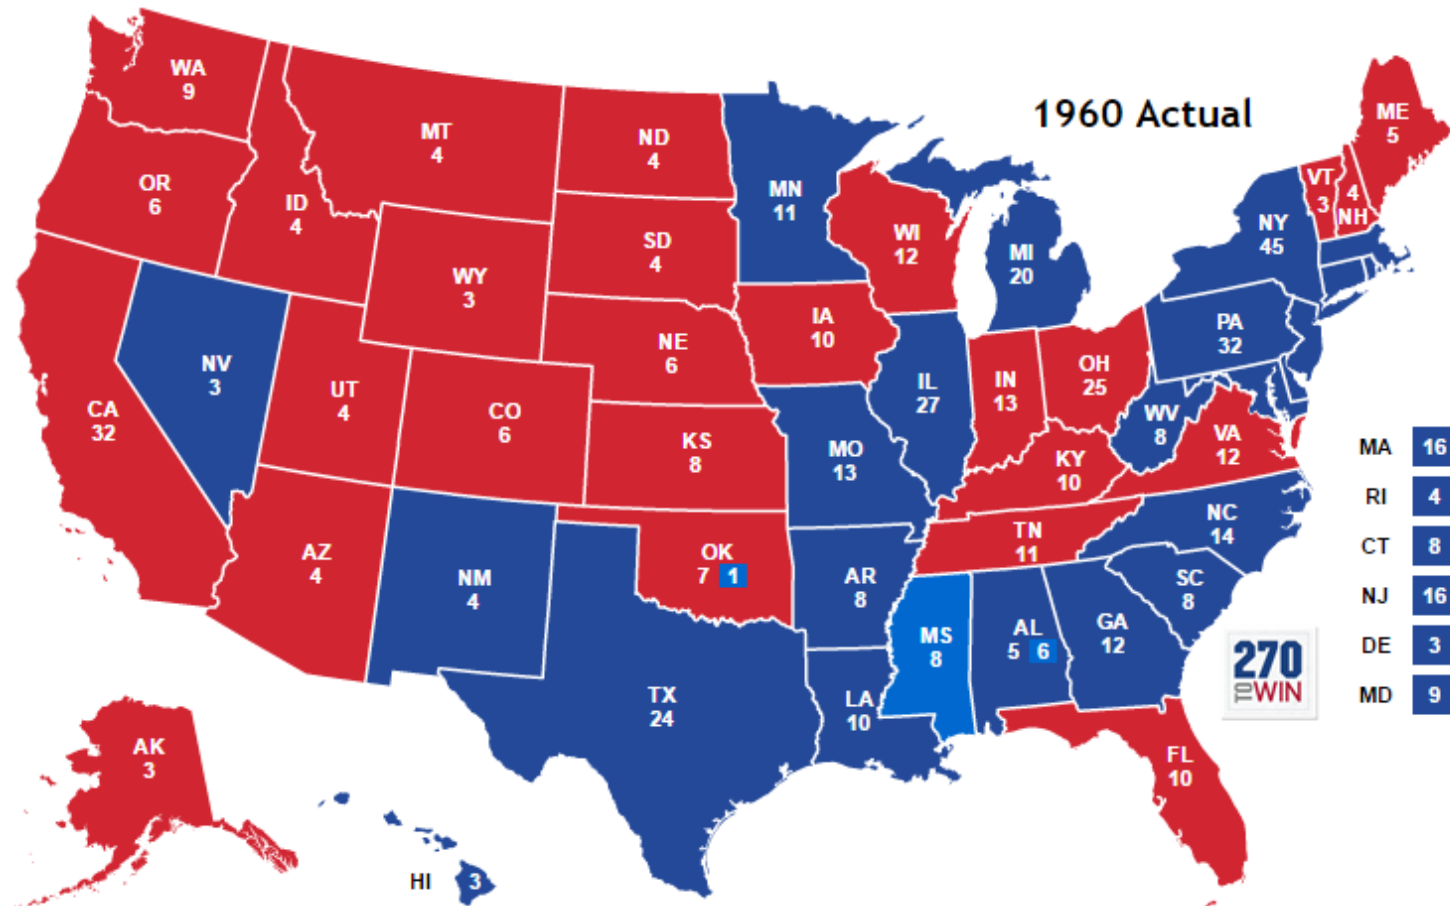 1960 Actual
WA
9
OR
6
CA
32
ID
4
NV
3
MT
4
WY
3
UT
4
AZ
4
CO
6
NM
4
ND
4
SD
4
NE
6
KS
8
OK
7 1
TX
24
MN
11
IA
10
MO
13
AR
8
LA
10
WI
12
IL
27
MS
8
MI
20
IN
13
KY
10
TN
11
AL
5 6
OH
25
GA
12
FL
10
SC
8
NC
14
VA
12
WV
8
PA
32
NY
45
VT
3
4
NH
ME
5
MA 16
RI 4
CT 8
NJ 16
DE 3
MD 9
AK
3
HI 3
270
TO WIN